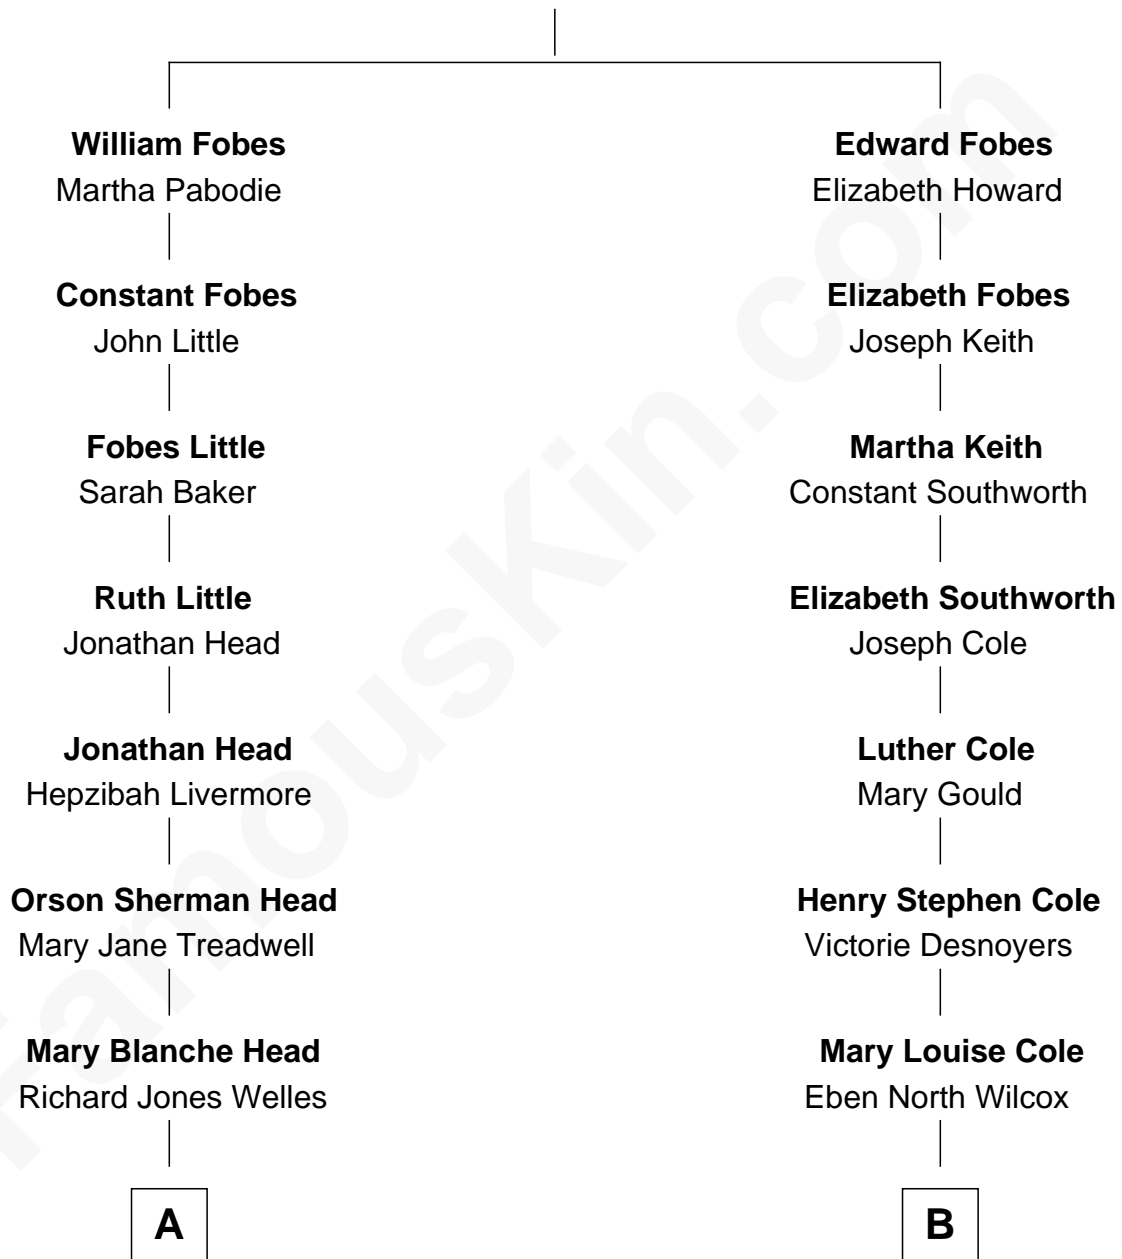 William Fobes
Martha Pabodie
Edward Fobes
Elizabeth Howard
Constant Fobes
John Little
Elizabeth Fobes
Joseph Keith
Fobes Little
Sarah Baker
Martha Keith
Constant Southworth
Ruth Little
Jonathan Head
Elizabeth Southworth
Joseph Cole
Jonathan Head
Hepzibah Livermore
Luther Cole
Mary Gould
Orson Sherman Head
Mary Jane Treadwell
Henry Stephen Cole
Victorie Desnoyers
Mary Blanche Head
Richard Jones Welles
Mary Louise Cole
Eben North Wilcox
A
B
FamousKin.com